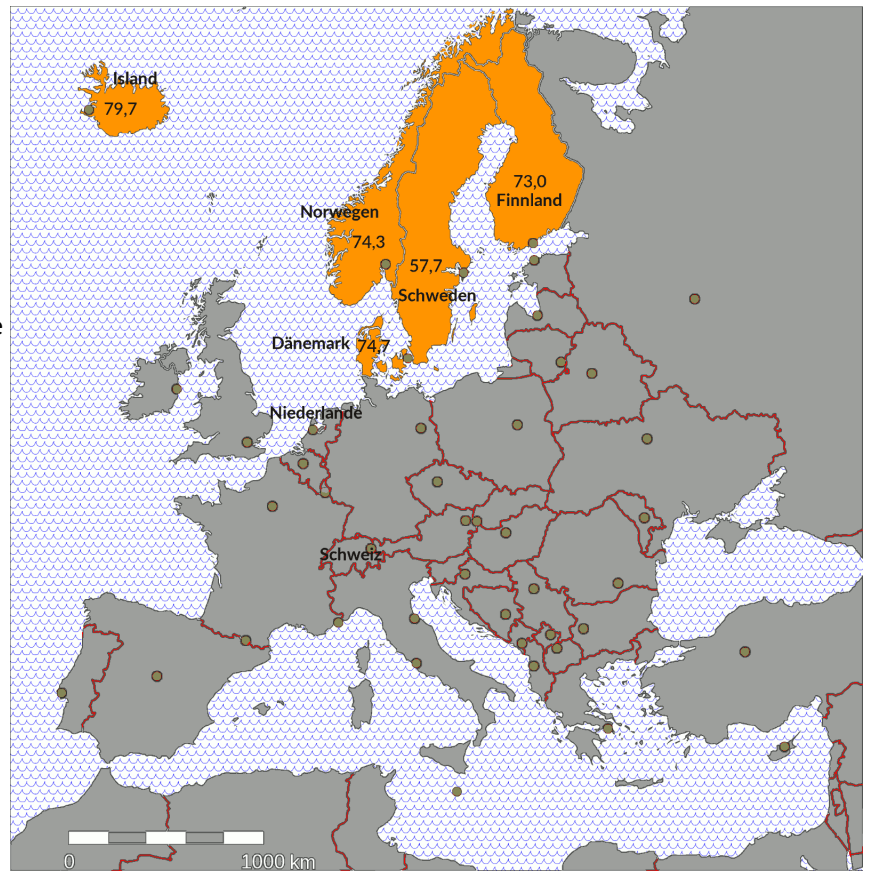 Island
79,7
73,0
Finnland
Norwegen
74,3
57,7
Schweden
Dänemark 74,7
Niederlande
Schweiz
0 1000 km